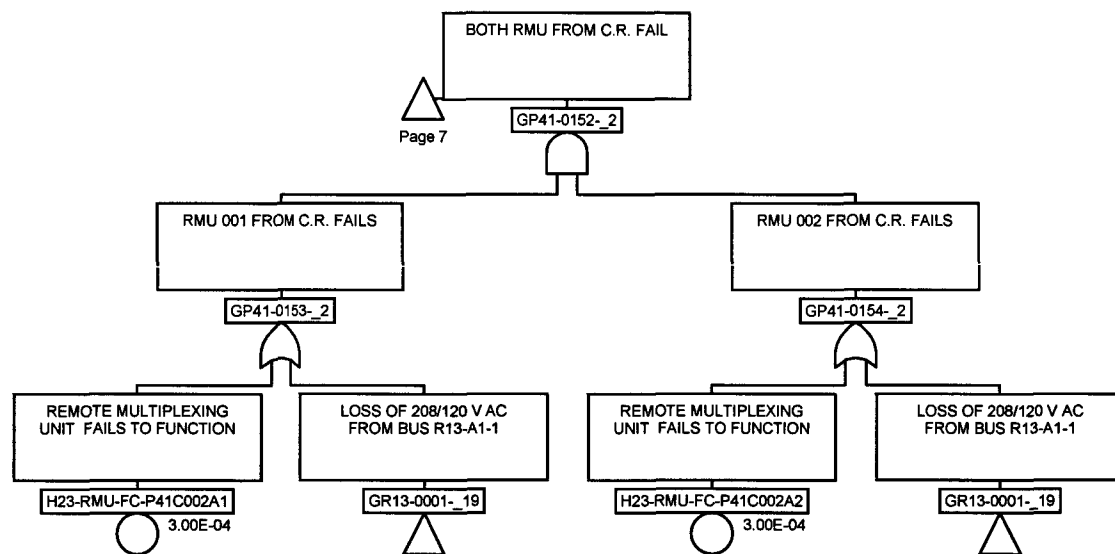 BOTH RMU FROM C.R. FAIL
Page 7
GP41-0152-_2
RMU 001 FROM C.R. FAILS
RMU 002 FROM C.R. FAILS
GP41-0153-_2
GP41-0154-_2
REMOTE MULTIPLEXING
UNIT FAILS TO FUNCTION
LOSS OF 208/120 V AC
FROM BUS R13-A1-1
REMOTE MULTIPLEXING
UNIT FAILS TO FUNCTION
LOSS OF 208/120 V AC
FROM BUS R13-A1-1
H23-RMU-FC-P41C002A1
3.00E-04
GR13-0001-_19
H23-RMU-FC-P41C002A2
3.00E-04
GR13-0001-_19